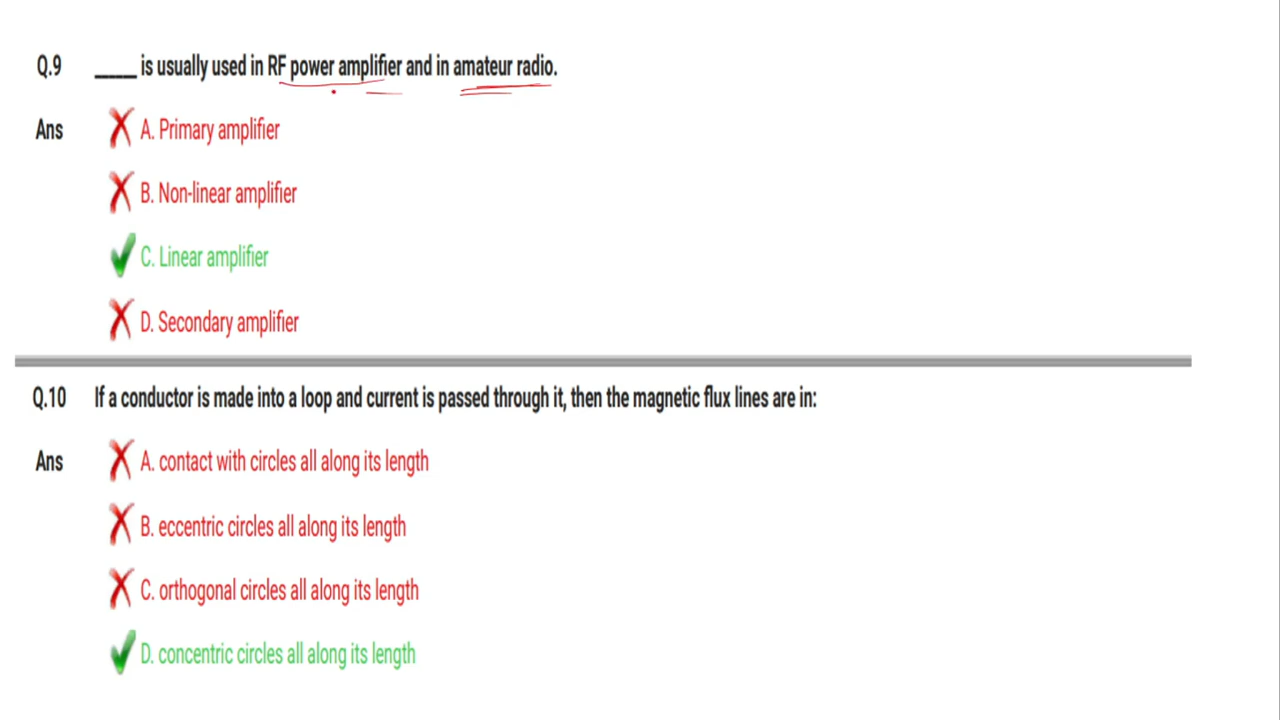 Q.9 _____ is usually used in RF power amplifier and in amateur radio.
Ans A. Primary amplifier
B. Non-linear amplifier
C. Linear amplifier
D. Secondary amplifier
Q.10 If a conductor is made into a loop and current is passed through it, then the magnetic flux lines are in:
Ans A. contact with circles all along its length
B. eccentric circles all along its length
C. orthogonal circles all along its length
D. concentric circles all along its length